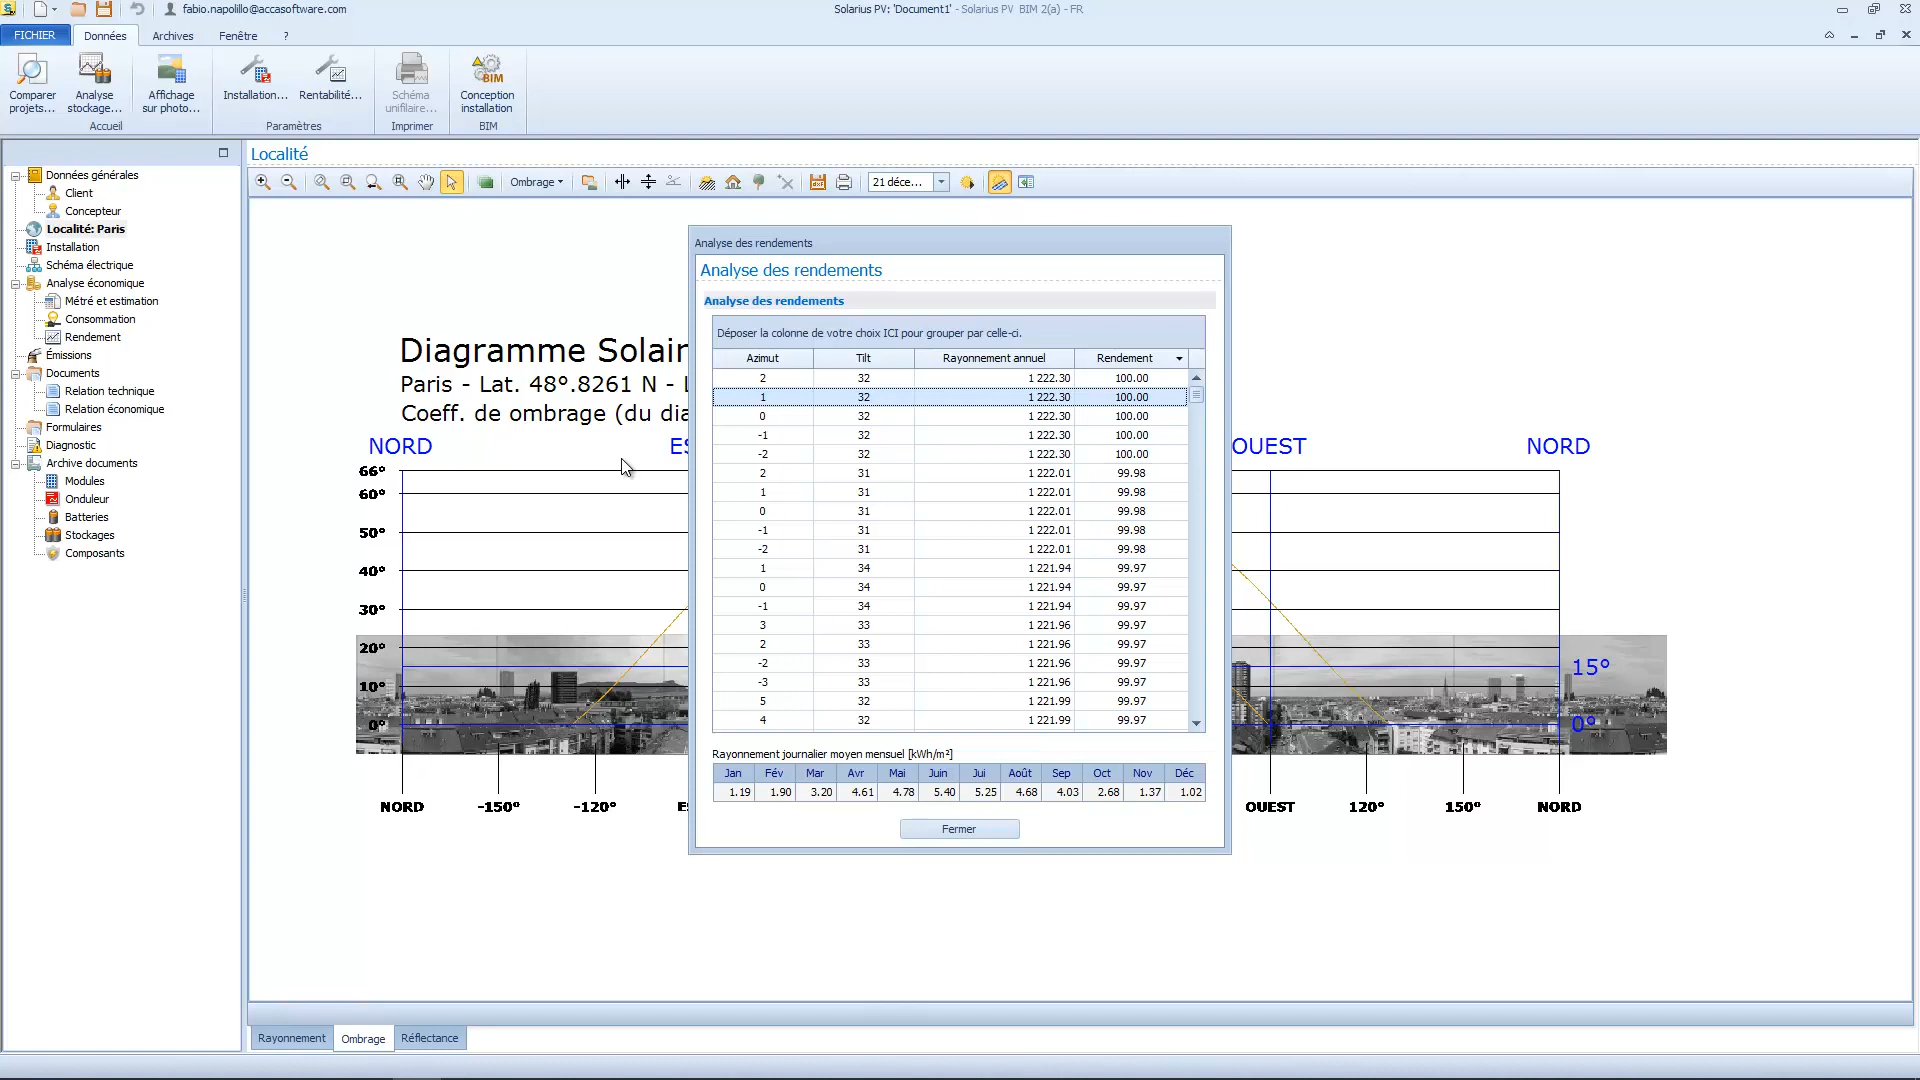 fabio.napolillo@accasoftware.com
Solarius PV: 'Document1' - Solarius PV BIM 2(a) - FR
FICHIER
Données
Archives
Fenêtre
?
Comparer projets...
Analyse stockage...
Affichage sur photo...
Installation...
Rentabilité...
Schéma unifilaire...
BIM
Conception installation
Accueil
Paramètres
Imprimer
BIM
Données générales
Client
Concepteur
Localité: Paris
Installation
Schéma électrique
Analyse économique
Métré et estimation
Consommation
Rendement
Émissions
Documents
Relation technique
Relation économique
Formulaires
Diagnostic
Archive documents
Modules
Onduleur
Batteries
Stockages
Composants
Localité
Ombrage
21 déce...
Diagramme Solair
Paris - Lat. 48°.8261 N - L
Coeff. de ombrage (du dia
NORD
ES
OUEST
NORD
66°
60°
50°
40°
30°
20°
10°
0°
15°
0°
NORD
-150°
-120°
ES
OUEST
120°
150°
NORD
Analyse des rendements
Analyse des rendements
Analyse des rendements
Déposer la colonne de votre choix ICI pour grouper par celle-ci.
Azimut Tilt Rayonnement annuel Rendement
2 32 1 222.30 100.00
1 32 1 222.30 100.00
0 32 1 222.30 100.00
-1 32 1 222.30 100.00
-2 32 1 222.30 100.00
2 31 1 222.01 99.98
1 31 1 222.01 99.98
0 31 1 222.01 99.98
-1 31 1 222.01 99.98
-2 31 1 222.01 99.98
1 34 1 221.94 99.97
0 34 1 221.94 99.97
-1 34 1 221.94 99.97
3 33 1 221.96 99.97
2 33 1 221.96 99.97
-2 33 1 221.96 99.97
-3 33 1 221.96 99.97
5 32 1 221.99 99.97
4 32 1 221.99 99.97
Rayonnement journalier moyen mensuel [kWh/m²]
Jan Fév Mar Avr Mai Juin Jui Août Sep Oct Nov Déc
1.19 1.90 3.20 4.61 4.78 5.40 5.25 4.68 4.03 2.68 1.37 1.02
Fermer
Rayonnement
Ombrage
Réflectance